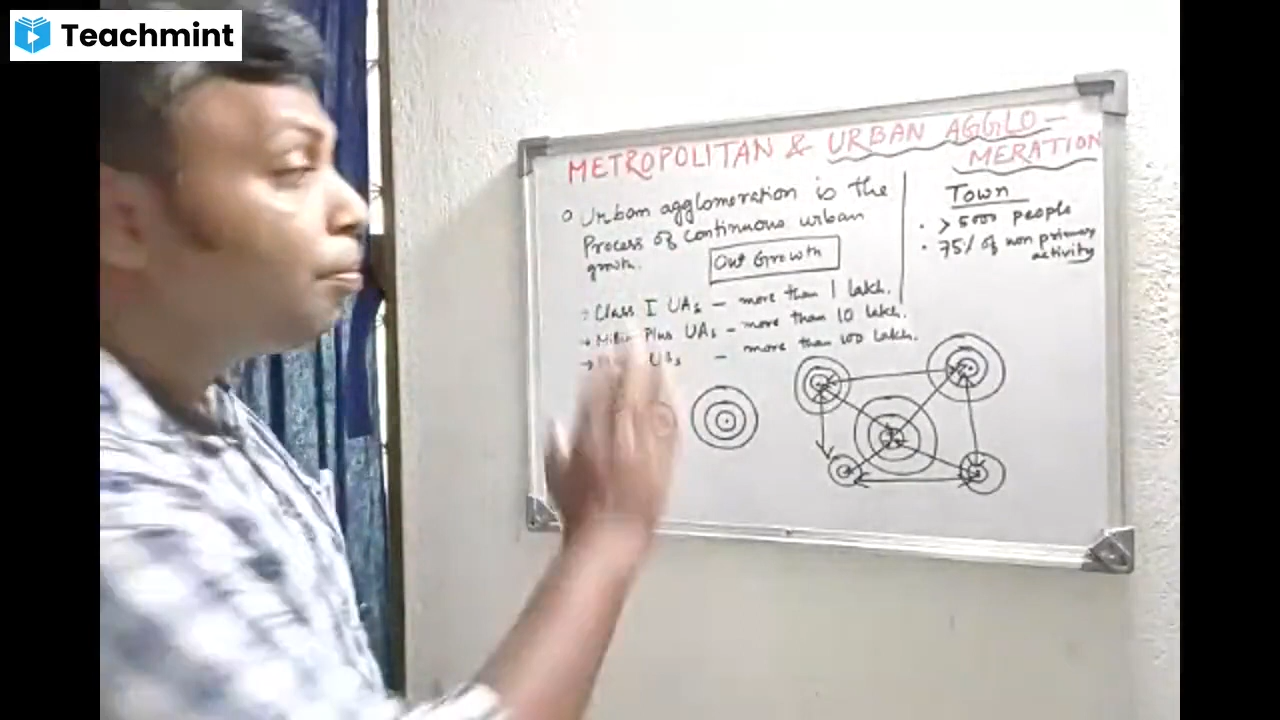 Teachmint
METROPOLITAN & URBAN AGGLO-
MERATION
Urban agglomeration is the
Process of continuous urban
growth.
Out Growth
Class I UAs - more than 1 lakh.
Plus UAs - more than 10 lakh.
- more than 100 lakh.
Town
> 5000 people
75% of non primary
activity